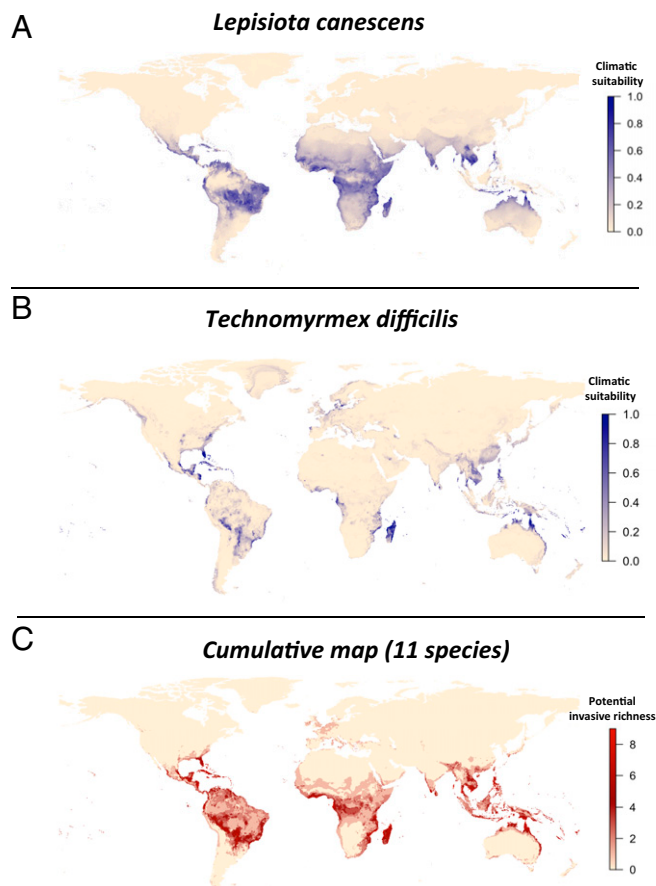 A
Lepisiota canescens
Climatic
suitability
1.0
0.8
0.6
0.4
0.2
0.0
B
Technomyrmex difficilis
Climatic
suitability
1.0
0.8
0.6
0.4
0.2
0.0
C
Cumulative map (11 species)
Potential
invasive richness
8
6
4
2
0